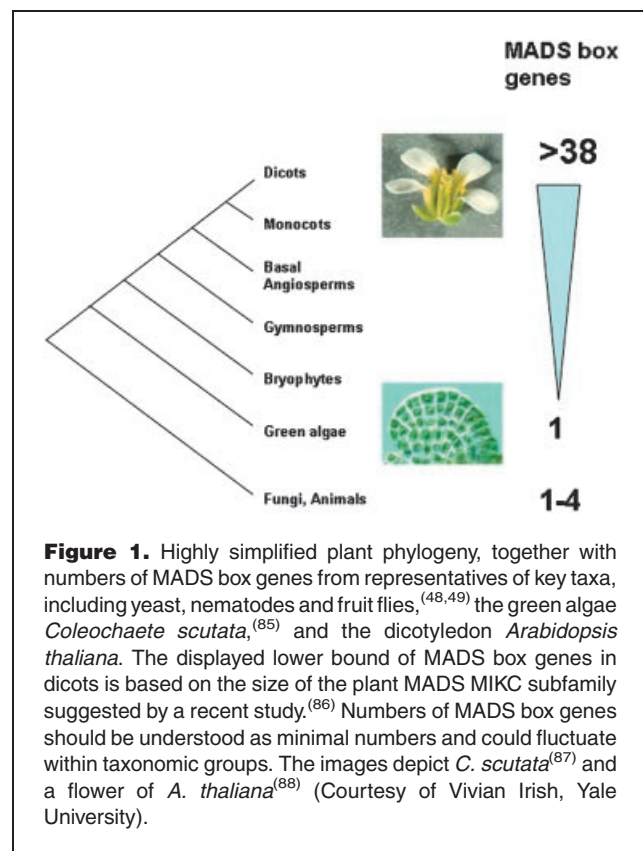 MADS box
genes
>38
Dicots
Monocots
Basal
Angiosperms
Gymnosperms
Bryophytes
Green algae
1
Fungi, Animals
1-4
Figure 1. Highly simplified plant phylogeny, together with
numbers of MADS box genes from representatives of key taxa,
including yeast, nematodes and fruit flies,(48,49) the green algae
Coleochaete scutata,(85) and the dicotyledon Arabidopsis
thaliana. The displayed lower bound of MADS box genes in
dicots is based on the size of the plant MADS MIKC subfamily
suggested by a recent study.(86) Numbers of MADS box genes
should be understood as minimal numbers and could fluctuate
within taxonomic groups. The images depict C. scutata(87) and
a flower of A. thaliana(88) (Courtesy of Vivian Irish, Yale
University).